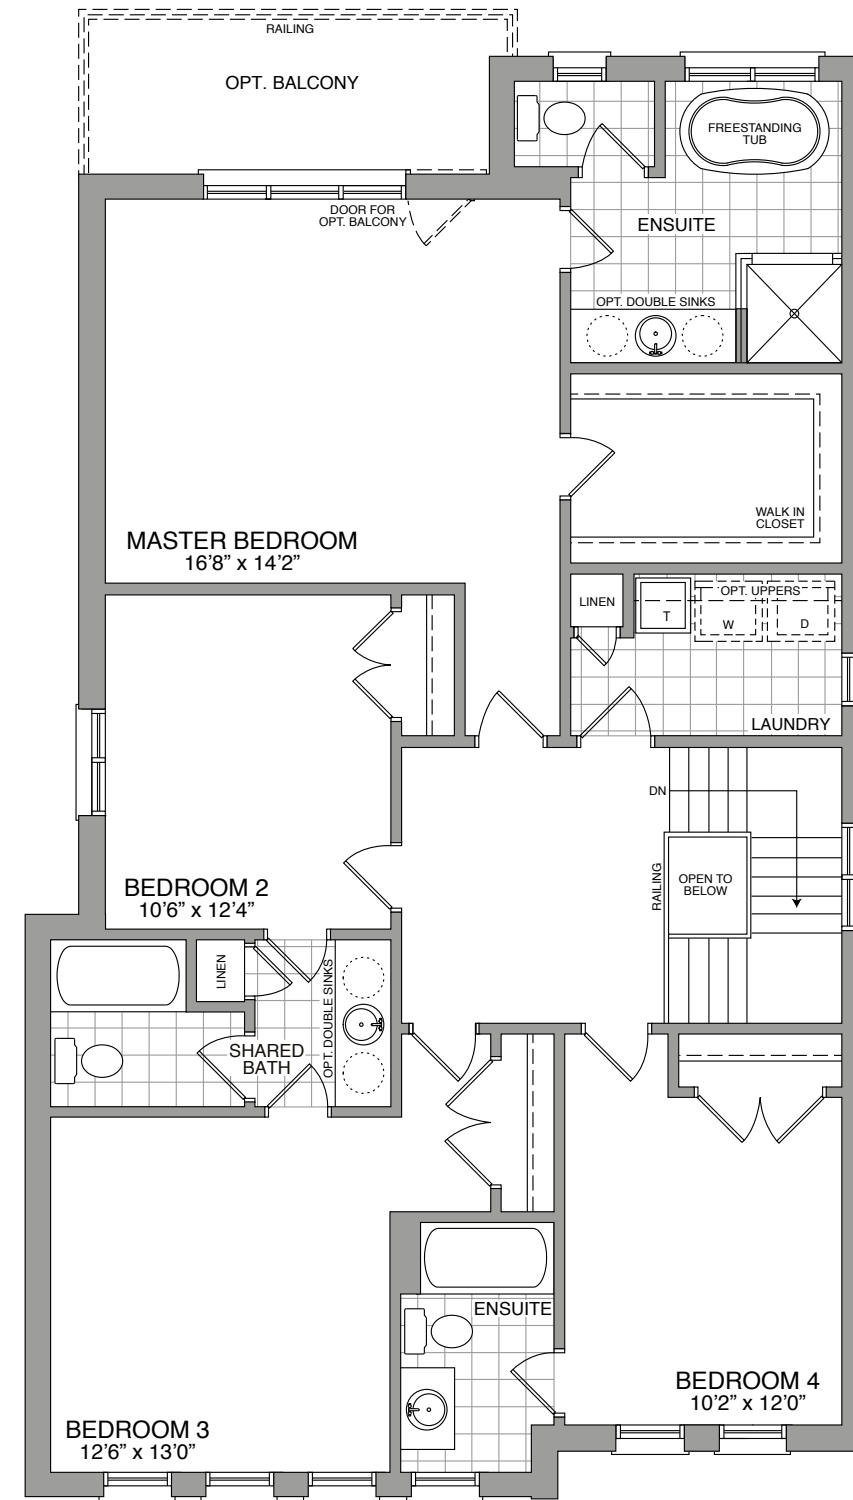 RAILING
OPT. BALCONY
DOOR FOR
OPT. BALCONY
FREESTANDING
TUB
ENSUITE
OPT. DOUBLE SINKS
WALK IN
CLOSET
MASTER BEDROOM
16’8” x 14’2”
LINEN
T
OPT. UPPERS
W
D
LAUNDRY
DN
RAILING
OPEN TO
BELOW
BEDROOM 2
10’6” x 12’4”
LINEN
OPT. DOUBLE SINKS
SHARED
BATH
ENSUITE
BEDROOM 4
10’2” x 12’0”
BEDROOM 3
12’6” x 13’0”